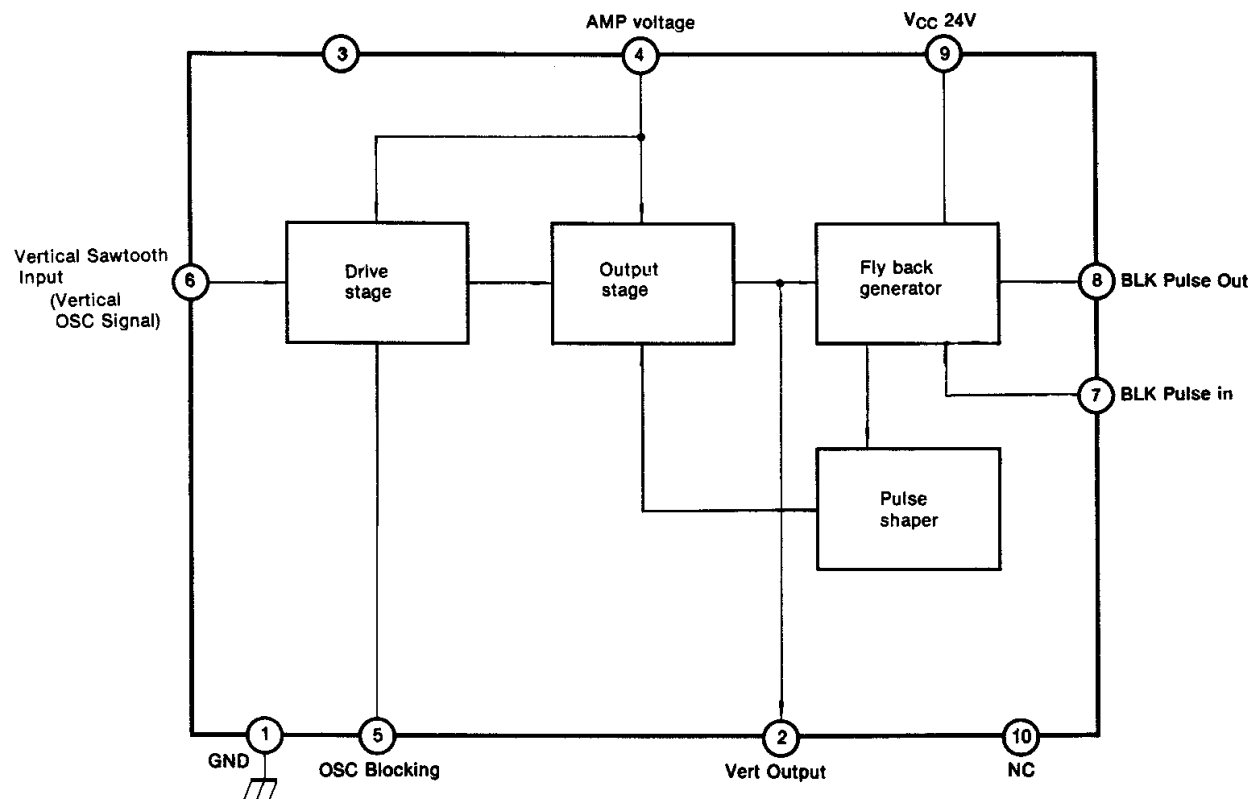 AMP voltage
VCC 24V
3
4
9
Vertical Sawtooth
Input
(Vertical
OSC Signal)
6
Drive
stage
Output
stage
Fly back
generator
8
BLK Pulse Out
7
BLK Pulse in
Pulse
shaper
1
5
2
10
GND
OSC Blocking
Vert Output
NC